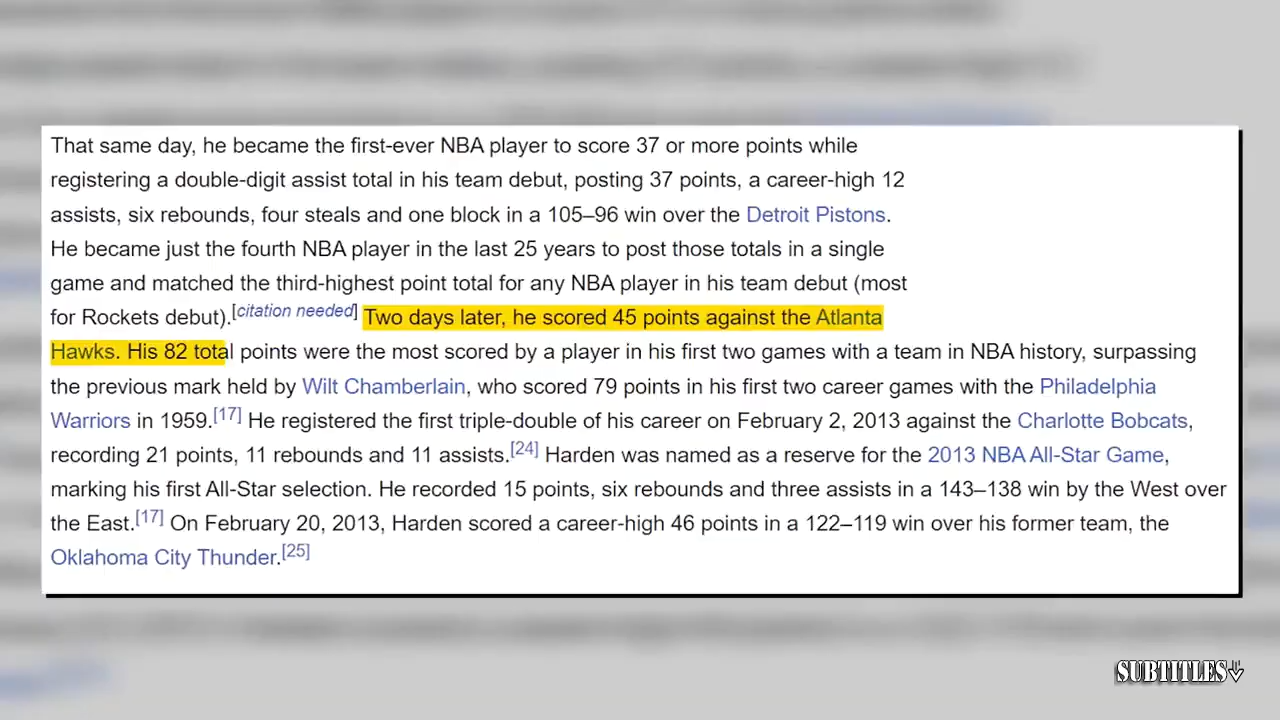 That same day, he became the first-ever NBA player to score 37 or more points while
registering a double-digit assist total in his team debut, posting 37 points, a career-high 12
assists, six rebounds, four steals and one block in a 105–96 win over the Detroit Pistons.
He became just the fourth NBA player in the last 25 years to post those totals in a single
game and matched the third-highest point total for any NBA player in his team debut (most
for Rockets debut).[citation needed] Two days later, he scored 45 points against the Atlanta
Hawks. His 82 total points were the most scored by a player in his first two games with a team in NBA history, surpassing
the previous mark held by Wilt Chamberlain, who scored 79 points in his first two career games with the Philadelphia
Warriors in 1959.[17] He registered the first triple-double of his career on February 2, 2013 against the Charlotte Bobcats,
recording 21 points, 11 rebounds and 11 assists.[24] Harden was named as a reserve for the 2013 NBA All-Star Game,
marking his first All-Star selection. He recorded 15 points, six rebounds and three assists in a 143–138 win by the West over
the East.[17] On February 20, 2013, Harden scored a career-high 46 points in a 122–119 win over his former team, the
Oklahoma City Thunder.[25]
SUBTITLES